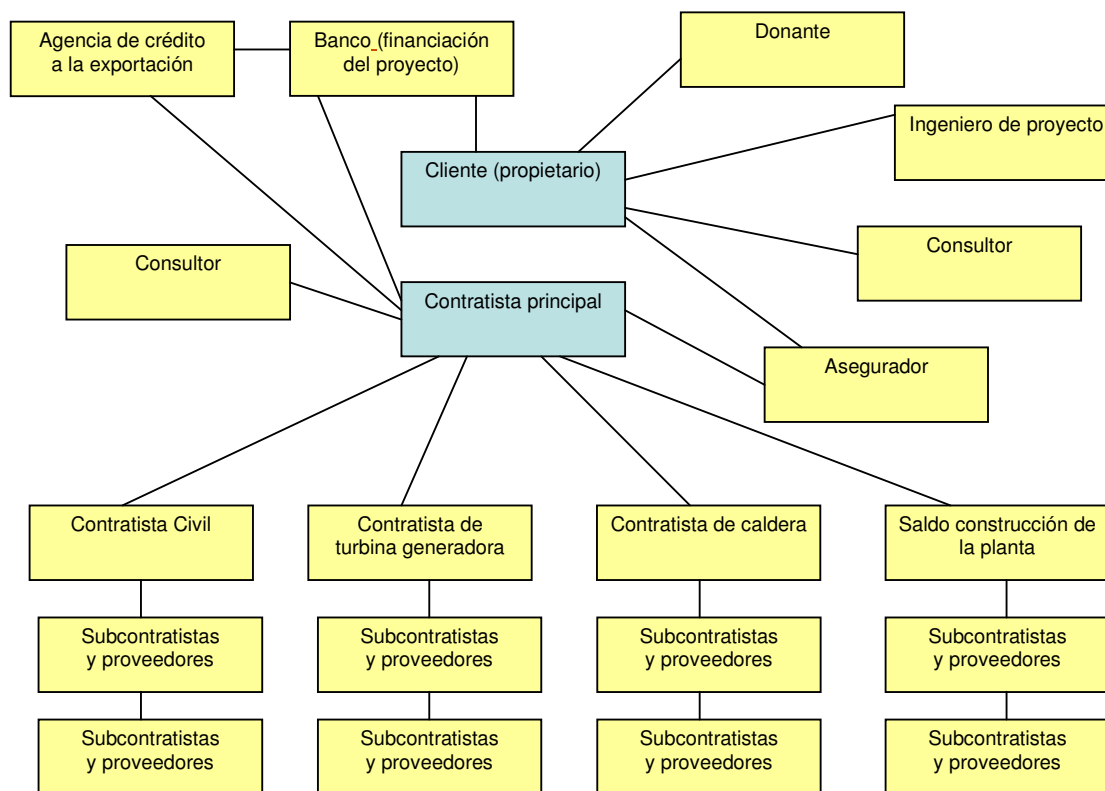 Agencia de crédito
a la exportación
Banco (financiación
del proyecto)
Donante
Ingeniero de proyecto
Cliente (propietario)
Consultor
Consultor
Contratista principal
Asegurador
Contratista Civil
Contratista de
turbina generadora
Contratista de caldera
Saldo construcción de
la planta
Subcontratistas
y proveedores
Subcontratistas
y proveedores
Subcontratistas
y proveedores
Subcontratistas
y proveedores
Subcontratistas
y proveedores
Subcontratistas
y proveedores
Subcontratistas
y proveedores
Subcontratistas
y proveedores